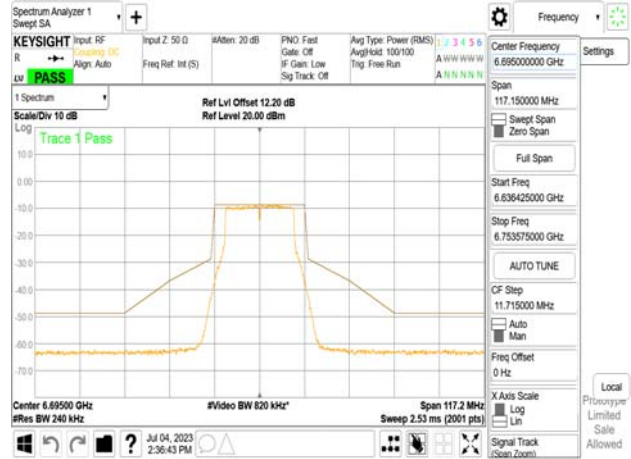 Spectrum Analyzer 1
Swept SA
Frequency
KEYSIGHT
R
LVI
PASS
Input: RF
Coupling: DC
Align: Auto
Input Z: 50 Ω
Freq Ref: Int (S)
#Atten: 20 dB
PNO: Fast
Gate: Off
IF Gain: Low
Sig Track: Off
Avg Type: Power (RMS)
Avg|Hold: 100/100
Trig: Free Run
1 2 3 4 5 6
A W W W W W
A N N N N N
1 Spectrum
Scale/Div 10 dB
Ref Lvl Offset 12.20 dB
Ref Level 20.00 dBm
Log
Trace 1 Pass
10.0
0.00
-10.0
-20.0
-30.0
-40.0
-50.0
-60.0
-70.0
Center 6.69500 GHz
#Res BW 240 kHz
#Video BW 820 kHz*
Span 117.2 MHz
Sweep 2.53 ms (2001 pts)
Jul 04, 2023
2:36:43 PM
Center Frequency
6.695000000 GHz
Span
117.150000 MHz
Swept Span
Zero Span
Full Span
Start Freq
6.636425000 GHz
Stop Freq
6.753575000 GHz
AUTO TUNE
CF Step
11.715000 MHz
Auto
Man
Freq Offset
0 Hz
X Axis Scale
Log
Lin
Signal Track
(Span Zoom)
Settings
Local
Prototype
Limited
Sale
Allowed